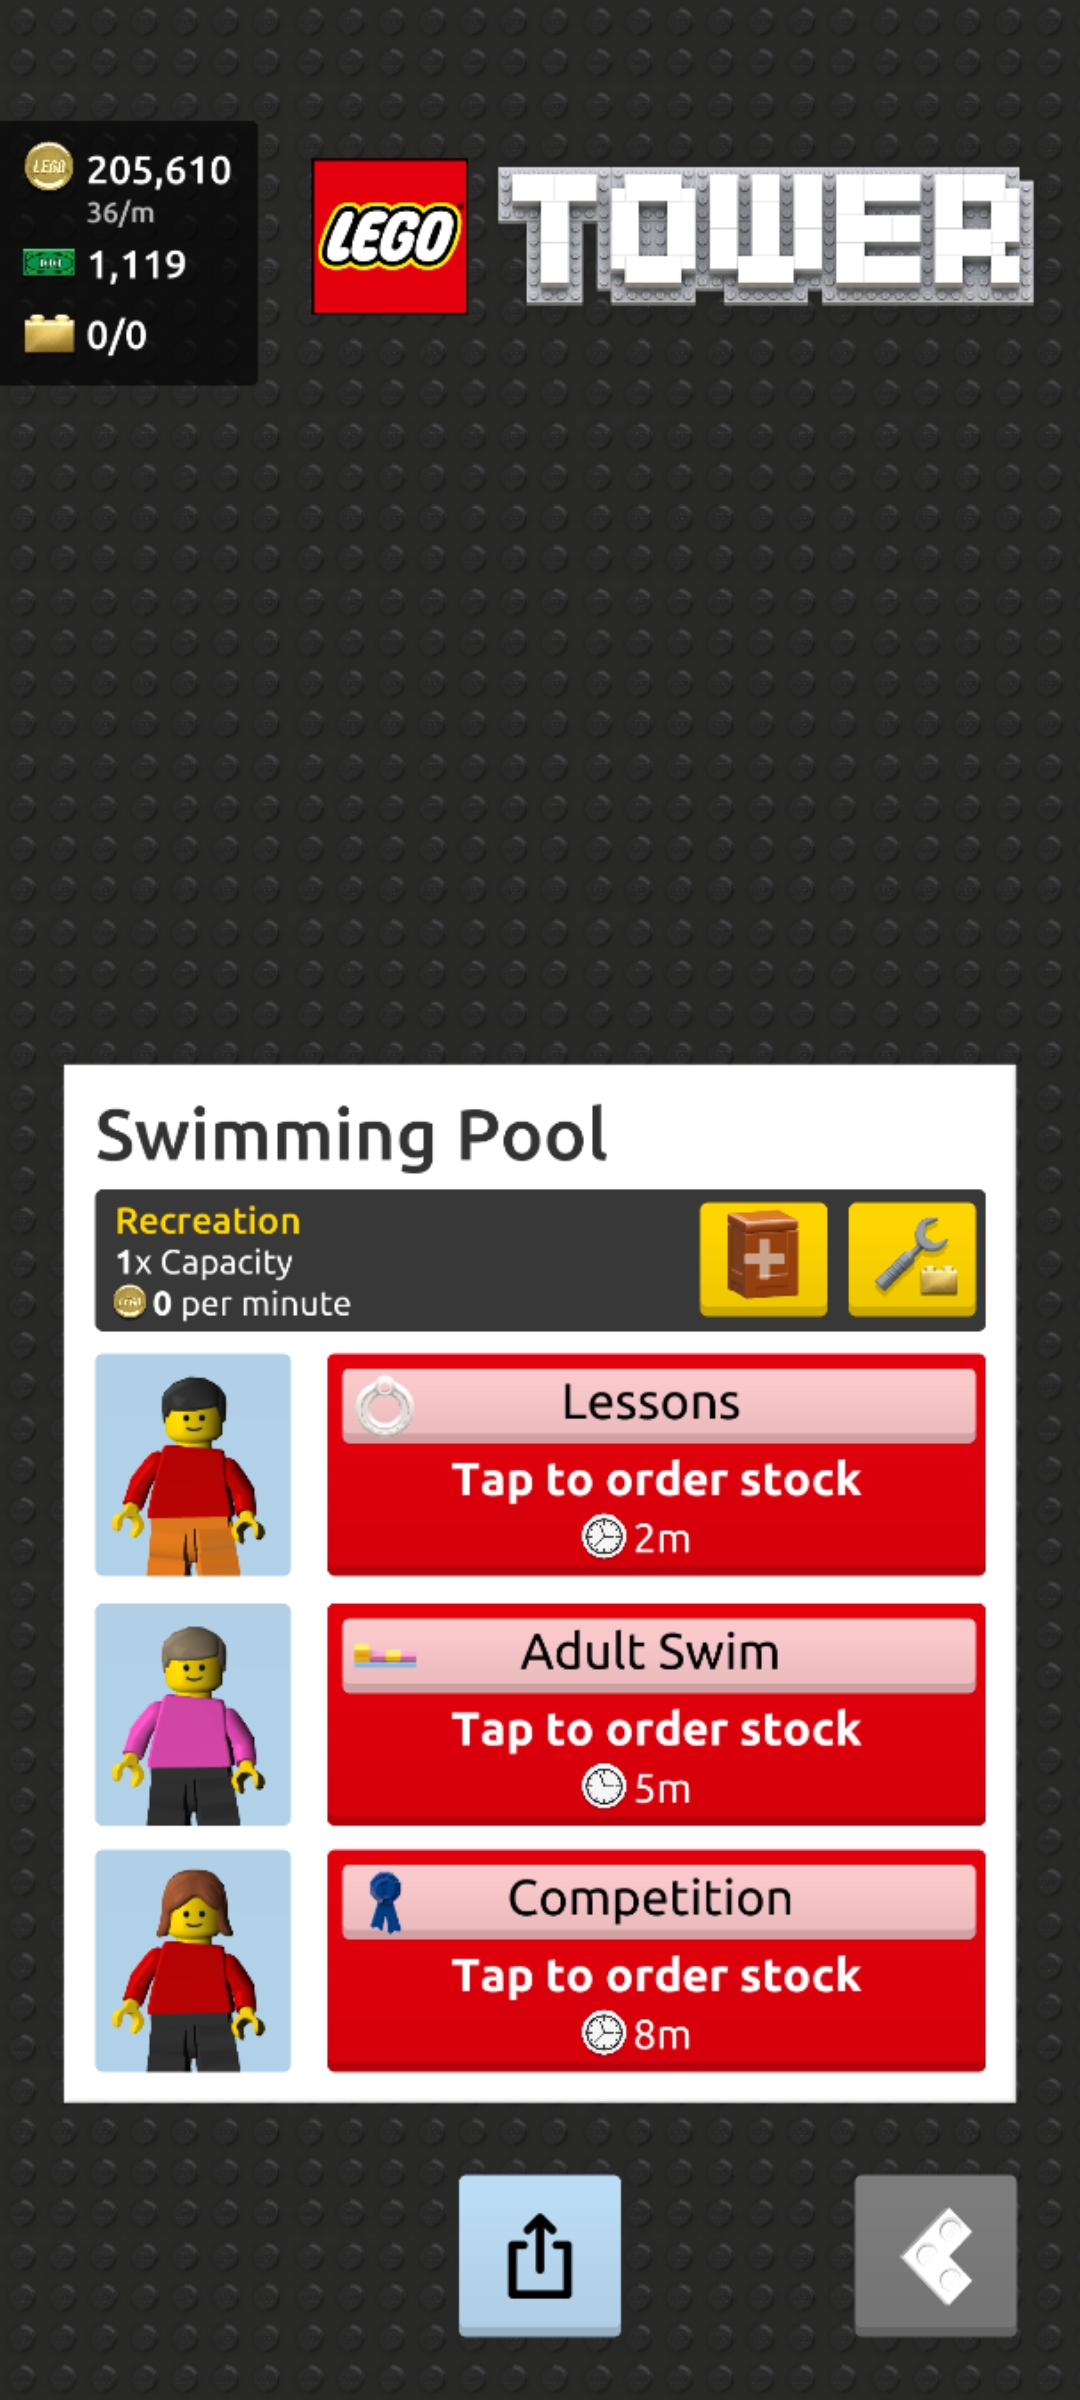 205,610
36/m
1,119
0/0
LEGO
TOWER
Swimming Pool
Recreation
1x Capacity
0 per minute
Lessons
Tap to order stock
2m
Adult Swim
Tap to order stock
5m
Competition
Tap to order stock
8m